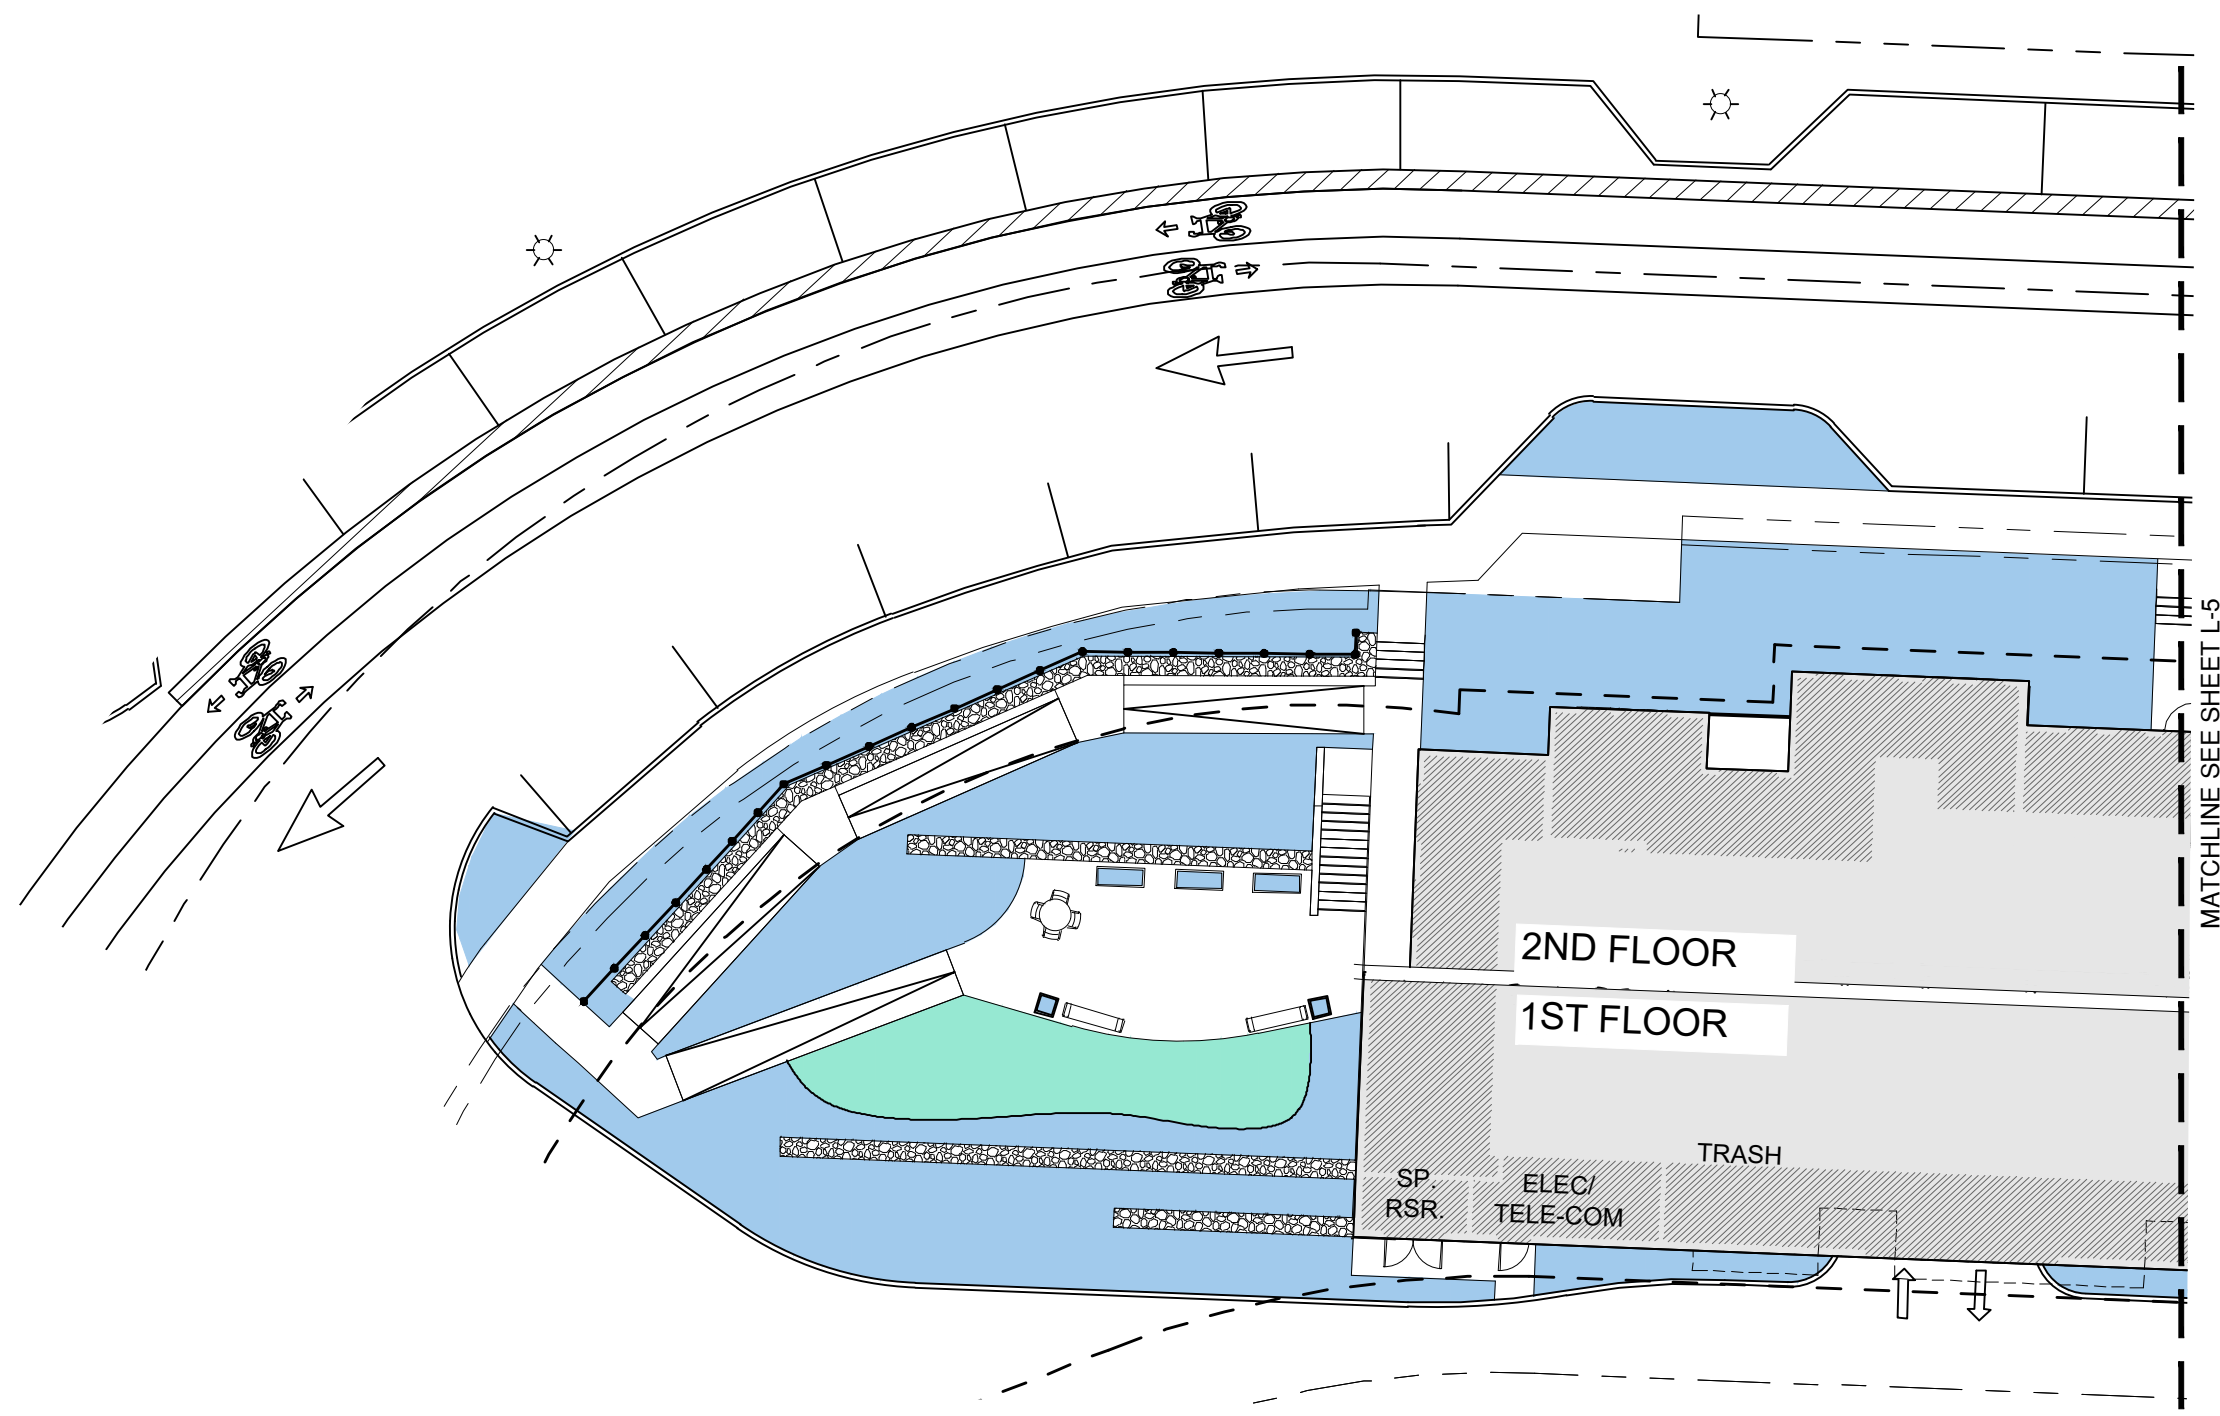 MATCHLINE SEE SHEET L-5
2ND FLOOR
1ST FLOOR
TRASH
SP.
RSR.
ELEC/
TELE-COM